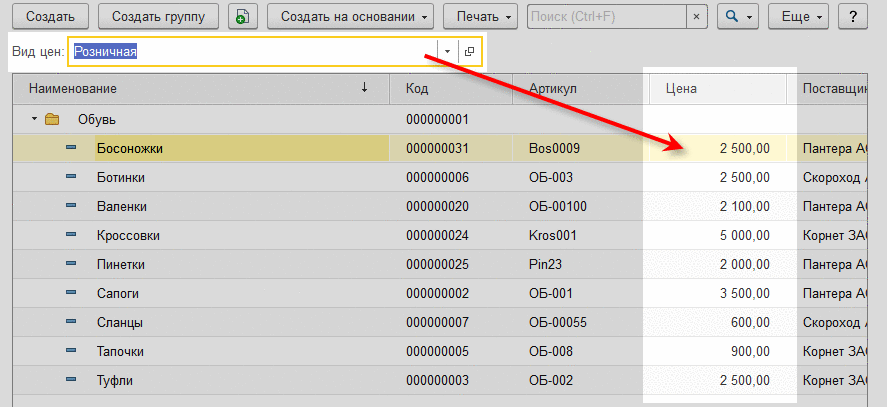 Создать Создать группу Создать на основании Печать Поиск (Ctrl+F) × Еще ?
Вид цен: Розничная
Наименование ↓ Код Артикул Цена Поставщик
Обувь 000000001
Босоножки 000000031 Bos0009 2 500,00 Пантера АО
Ботинки 000000006 ОБ-003 2 500,00 Скороход АО
Валенки 000000020 ОБ-00100 2 100,00 Пантера АО
Кроссовки 000000024 Kros001 5 000,00 Корнет ЗАО
Пинетки 000000025 Pin23 2 000,00 Пантера АО
Сапоги 000000002 ОБ-001 3 500,00 Пантера АО
Сланцы 000000007 ОБ-00055 600,00 Скороход АО
Тапочки 000000005 ОБ-008 900,00 Корнет ЗАО
Туфли 000000003 ОБ-002 2 500,00 Корнет ЗАО